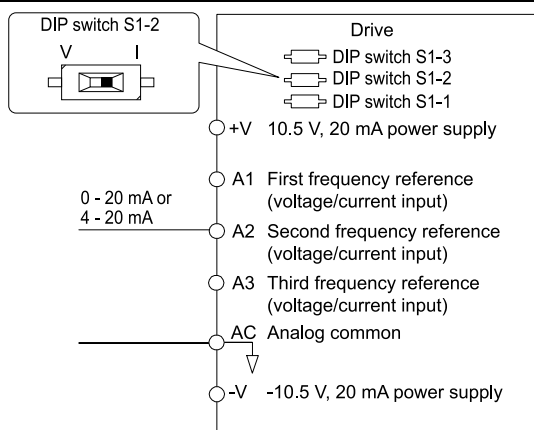 DIP switch S1-2
V I
Drive
DIP switch S1-3
DIP switch S1-2
DIP switch S1-1
+V 10.5 V, 20 mA power supply
A1 First frequency reference
(voltage/current input)
0 - 20 mA or
4 - 20 mA
A2 Second frequency reference
(voltage/current input)
A3 Third frequency reference
(voltage/current input)
AC Analog common
-V -10.5 V, 20 mA power supply